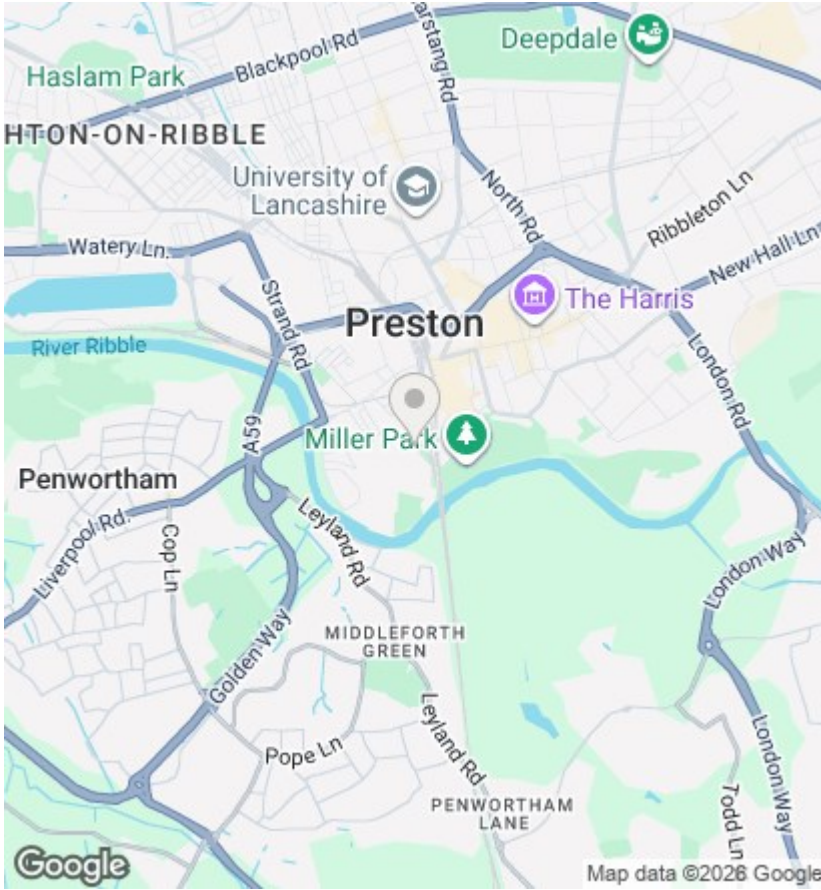 arstang Rd
Deepdale
Blackpool Rd
Haslam Park
HTON-ON-RIBBLE
University of
Lancashire
North Rd
Ribbleton Ln
Watery Ln.
New Hall Ln
Strand Rd
The Harris
Preston
River Ribble
London Rd
A59
Miller Park
Penwortham
Liverpool Rd.
Cop Ln
Leyland Rd
London Way
MIDDLEFORTH
GREEN
Golden Way
Leyland Rd
Pope Ln
London Way
PENWORTHAM
LANE
Todd Ln
Google
Map data ©2026 Google